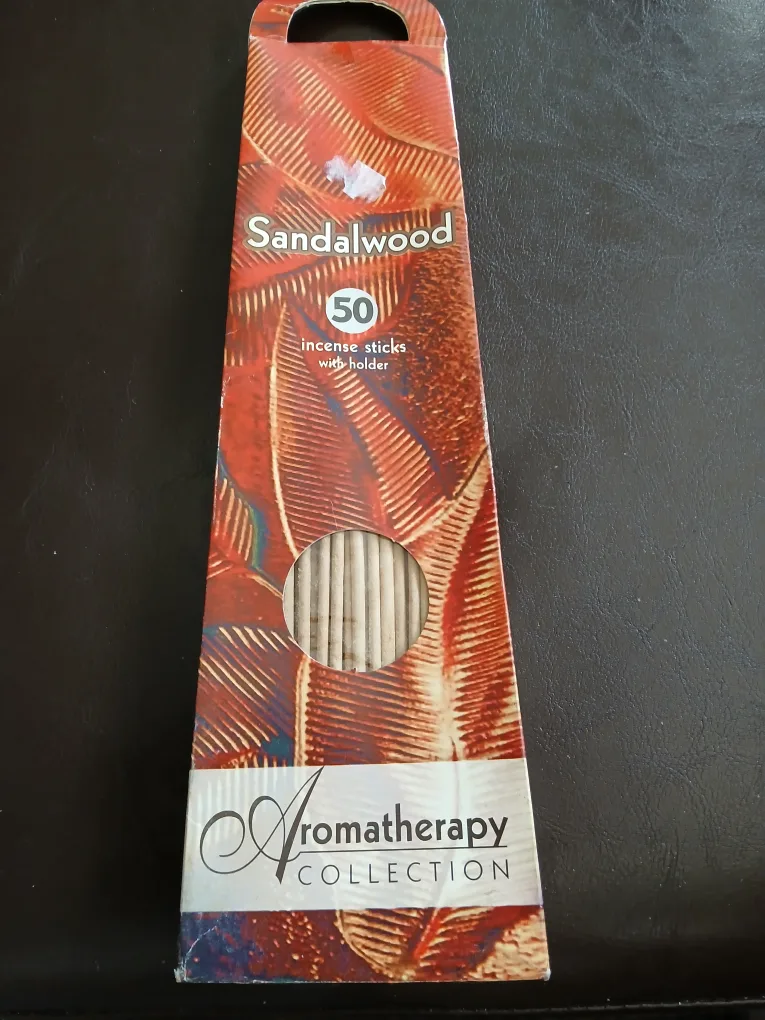 Sandalwood
50
incense sticks
with holder
Aromatherapy
COLLECTION